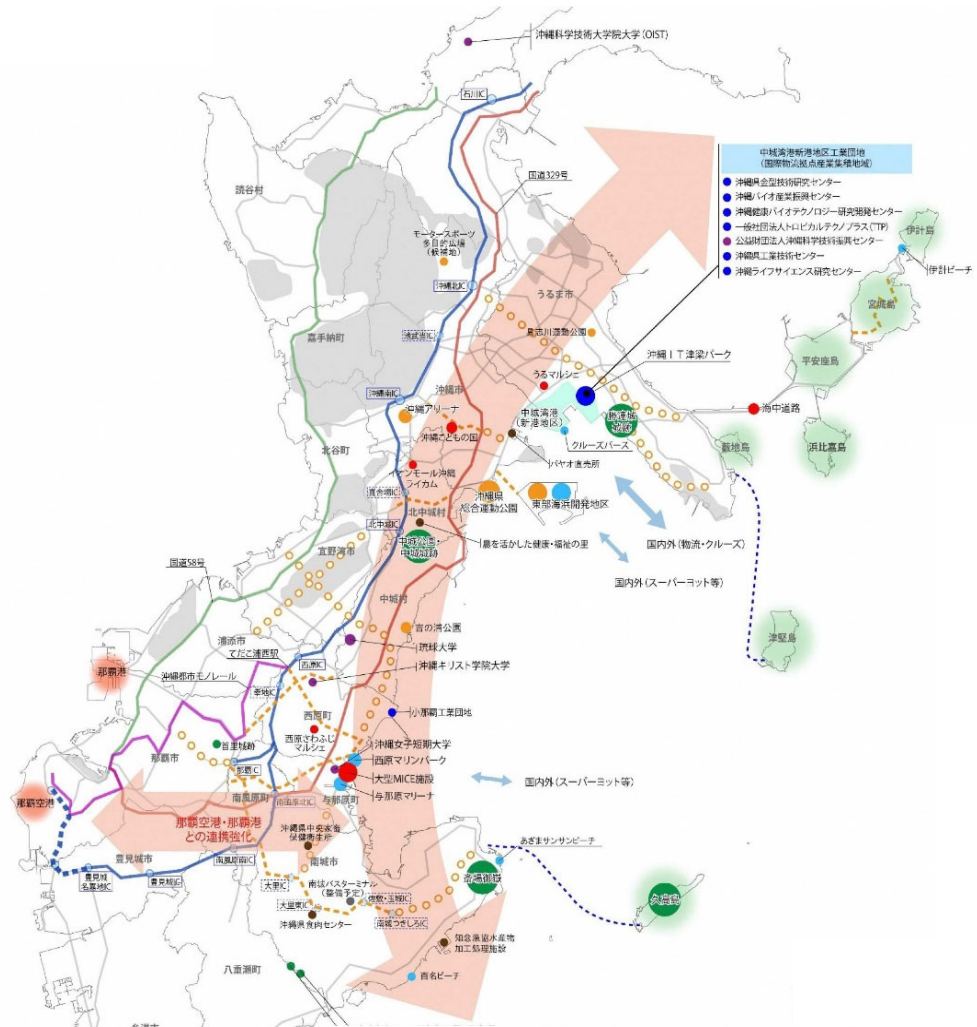 沖縄科学技術大学院大学(OIST)
石川IC
国道329号
中城湾港新港地区工業団地
(国際物流拠点産業集積地域)
沖縄県金型技術研究センター
沖縄バイオ産業振興センター
沖縄健康バイオテクノロジー研究開発センター
一般社団法人トロピカルテクノプラス(TTP)
公益財団法人沖縄科学技術振興センター
沖縄県工業技術センター
沖縄ライフサイエンス研究センター
読谷村
モータースポーツ
多目的広場
(候補地)
沖縄北IC
うるま市
伊計島
伊計ビーチ
宮城島
嘉手納町
具志川運動公園
沖縄IT津梁パーク
平安座島
うるマルシェ
沖縄市
沖縄南IC
沖縄アリーナ
中城湾港
(新港地区)
勝連城
跡
海中道路
沖縄こどもの国
クルーズバース
藪地島
浜比嘉島
北谷町
パヤオ直売所
イオンモール沖縄
ライカム
喜舎場IC
沖縄県
総合運動公園
東部海浜開発地区
北中城村
北中城IC
中城公園・
中城城跡
農を活かした健康・福祉の里
国内外(物流・クルーズ)
宜野湾市
国道58号
国内外(スーパーヨット等)
中城村
津堅島
吉の浦公園
浦添市
てだこ浦西駅
琉球大学
西原IC
那覇港
沖縄都市モノレール
幸地IC
沖縄キリスト学院大学
西原町
小那覇工業団地
西原さわふじ
マルシェ
首里城跡
沖縄女子短期大学
西原マリンパーク
那覇市
那覇IC
大型MICE施設
国内外(スーパーヨット等)
与那原マリーナ
那覇空港
南風原町
南風原北IC
与那原町
那覇空港・那覇港
との連携強化
沖縄県中央家畜
保健衛生所
あざまサンサンビーチ
豊見城市
南風原南IC
南城市
斎場御嶽
豊見城・
名嘉地IC
豊見城IC
大里IC
南城バスターミナル
(整備予定)
佐敷・玉城IC
久高島
大里東IC
沖縄県食肉センター
南城つきしろIC
知念漁協水産物
加工処理施設
八重瀬町
百名ビーチ
糸満市